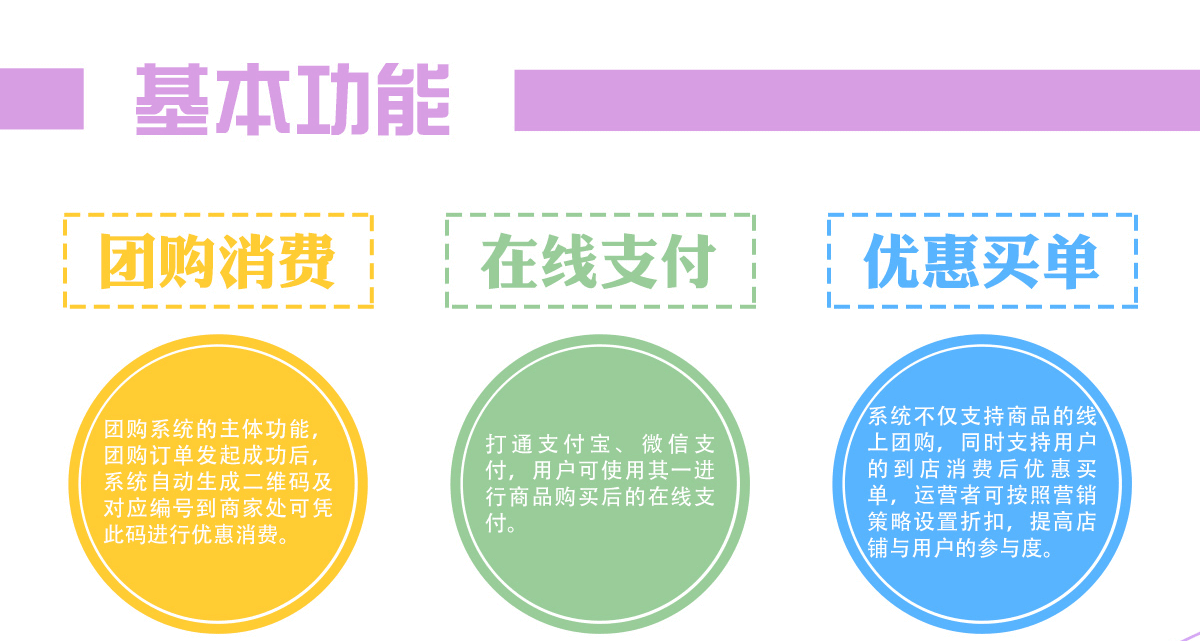 基本功能
团购消费
团购系统的主体功能，
团购订单发起成功后，
系统自动生成二维码及
对应编号到商家处可凭
此码进行优惠消费。
在线支付
打通支付宝、微信支
付，用户可使用其一进
行商品购买后的在线支
付。
优惠买单
系统不仅支持商品的线
上团购，同时支持用户
的到店消费后优惠买
单，运营者可按照营销
策略设置折扣，提高店
铺与用户的参与度。